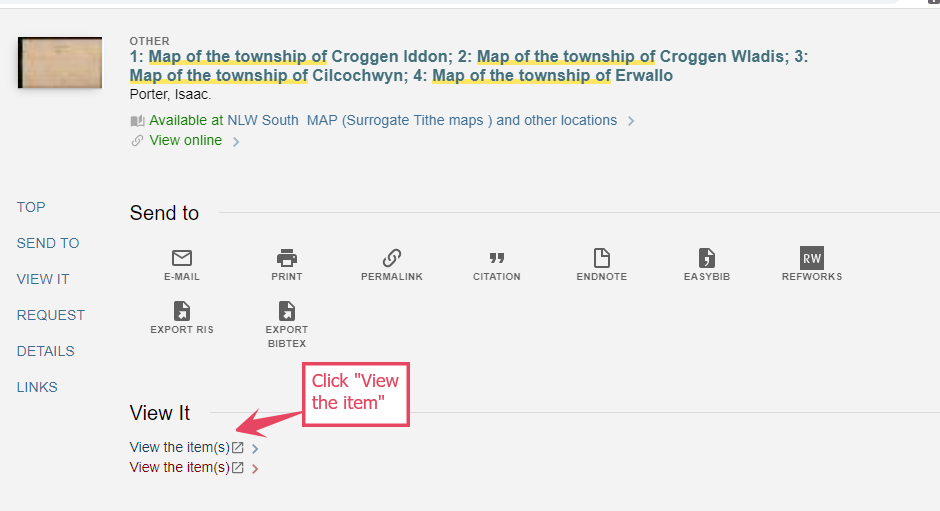 OTHER
1: Map of the township of Croggen Iddon; 2: Map of the township of Croggen Wladis; 3:
Map of the township of Cilcochwyn; 4: Map of the township of Erwallo
Porter, Isaac.
Available at NLW South MAP (Surrogate Tithe maps ) and other locations
View online
TOP
SEND TO
VIEW IT
REQUEST
DETAILS
LINKS
Send to
E-MAIL
PRINT
PERMALINK
CITATION
ENDNOTE
EASYBIB
RW
REFWORKS
EXPORT RIS
EXPORT
BIBTEX
Click "View
the item"
View It
View the item(s)
View the item(s)